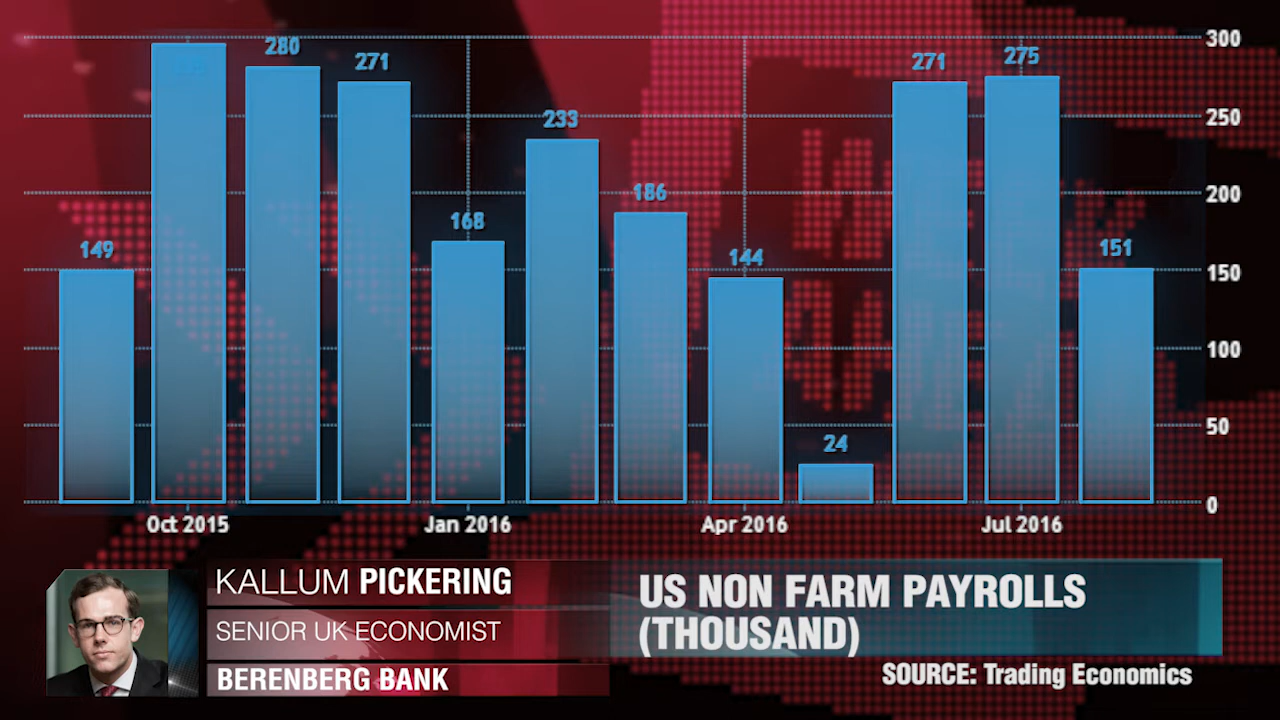 280
271
275
271
300
233
250
186
200
168
149
144
151
150
100
24
50
0
Oct 2015
Jan 2016
Apr 2016
Jul 2016
KALLUM PICKERING
SENIOR UK ECONOMIST
BERENBERG BANK
US NON FARM PAYROLLS
(THOUSAND)
SOURCE: Trading Economics